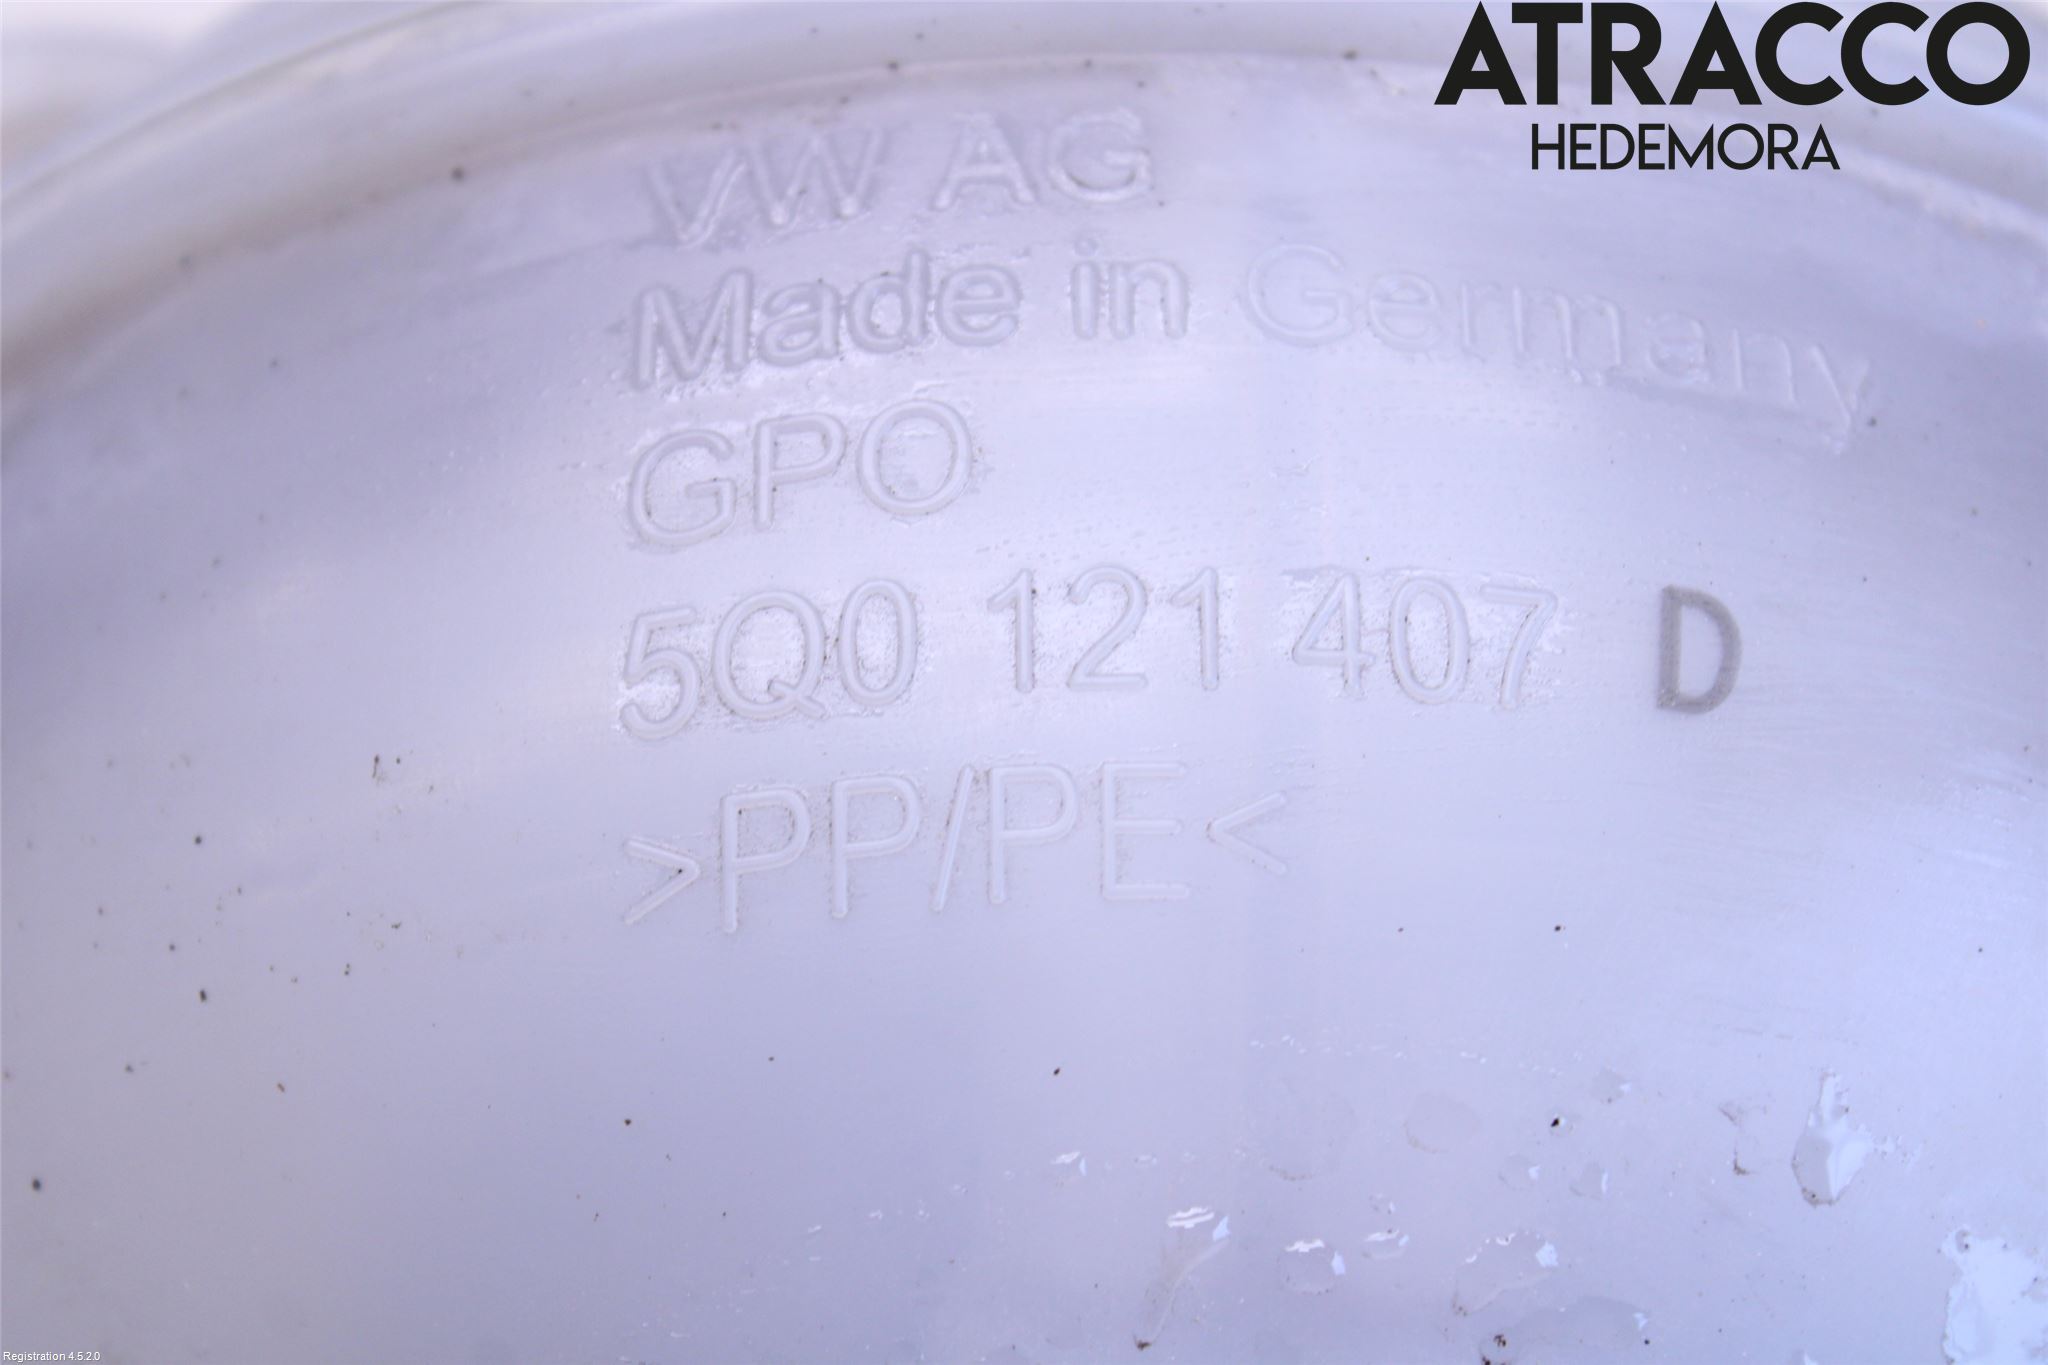 ATRACCO
HEDEMORA
VW AG
Made in Germany
GPO
5Q0 121 407 D
>PP/PE<
Registration 4.5.2.0